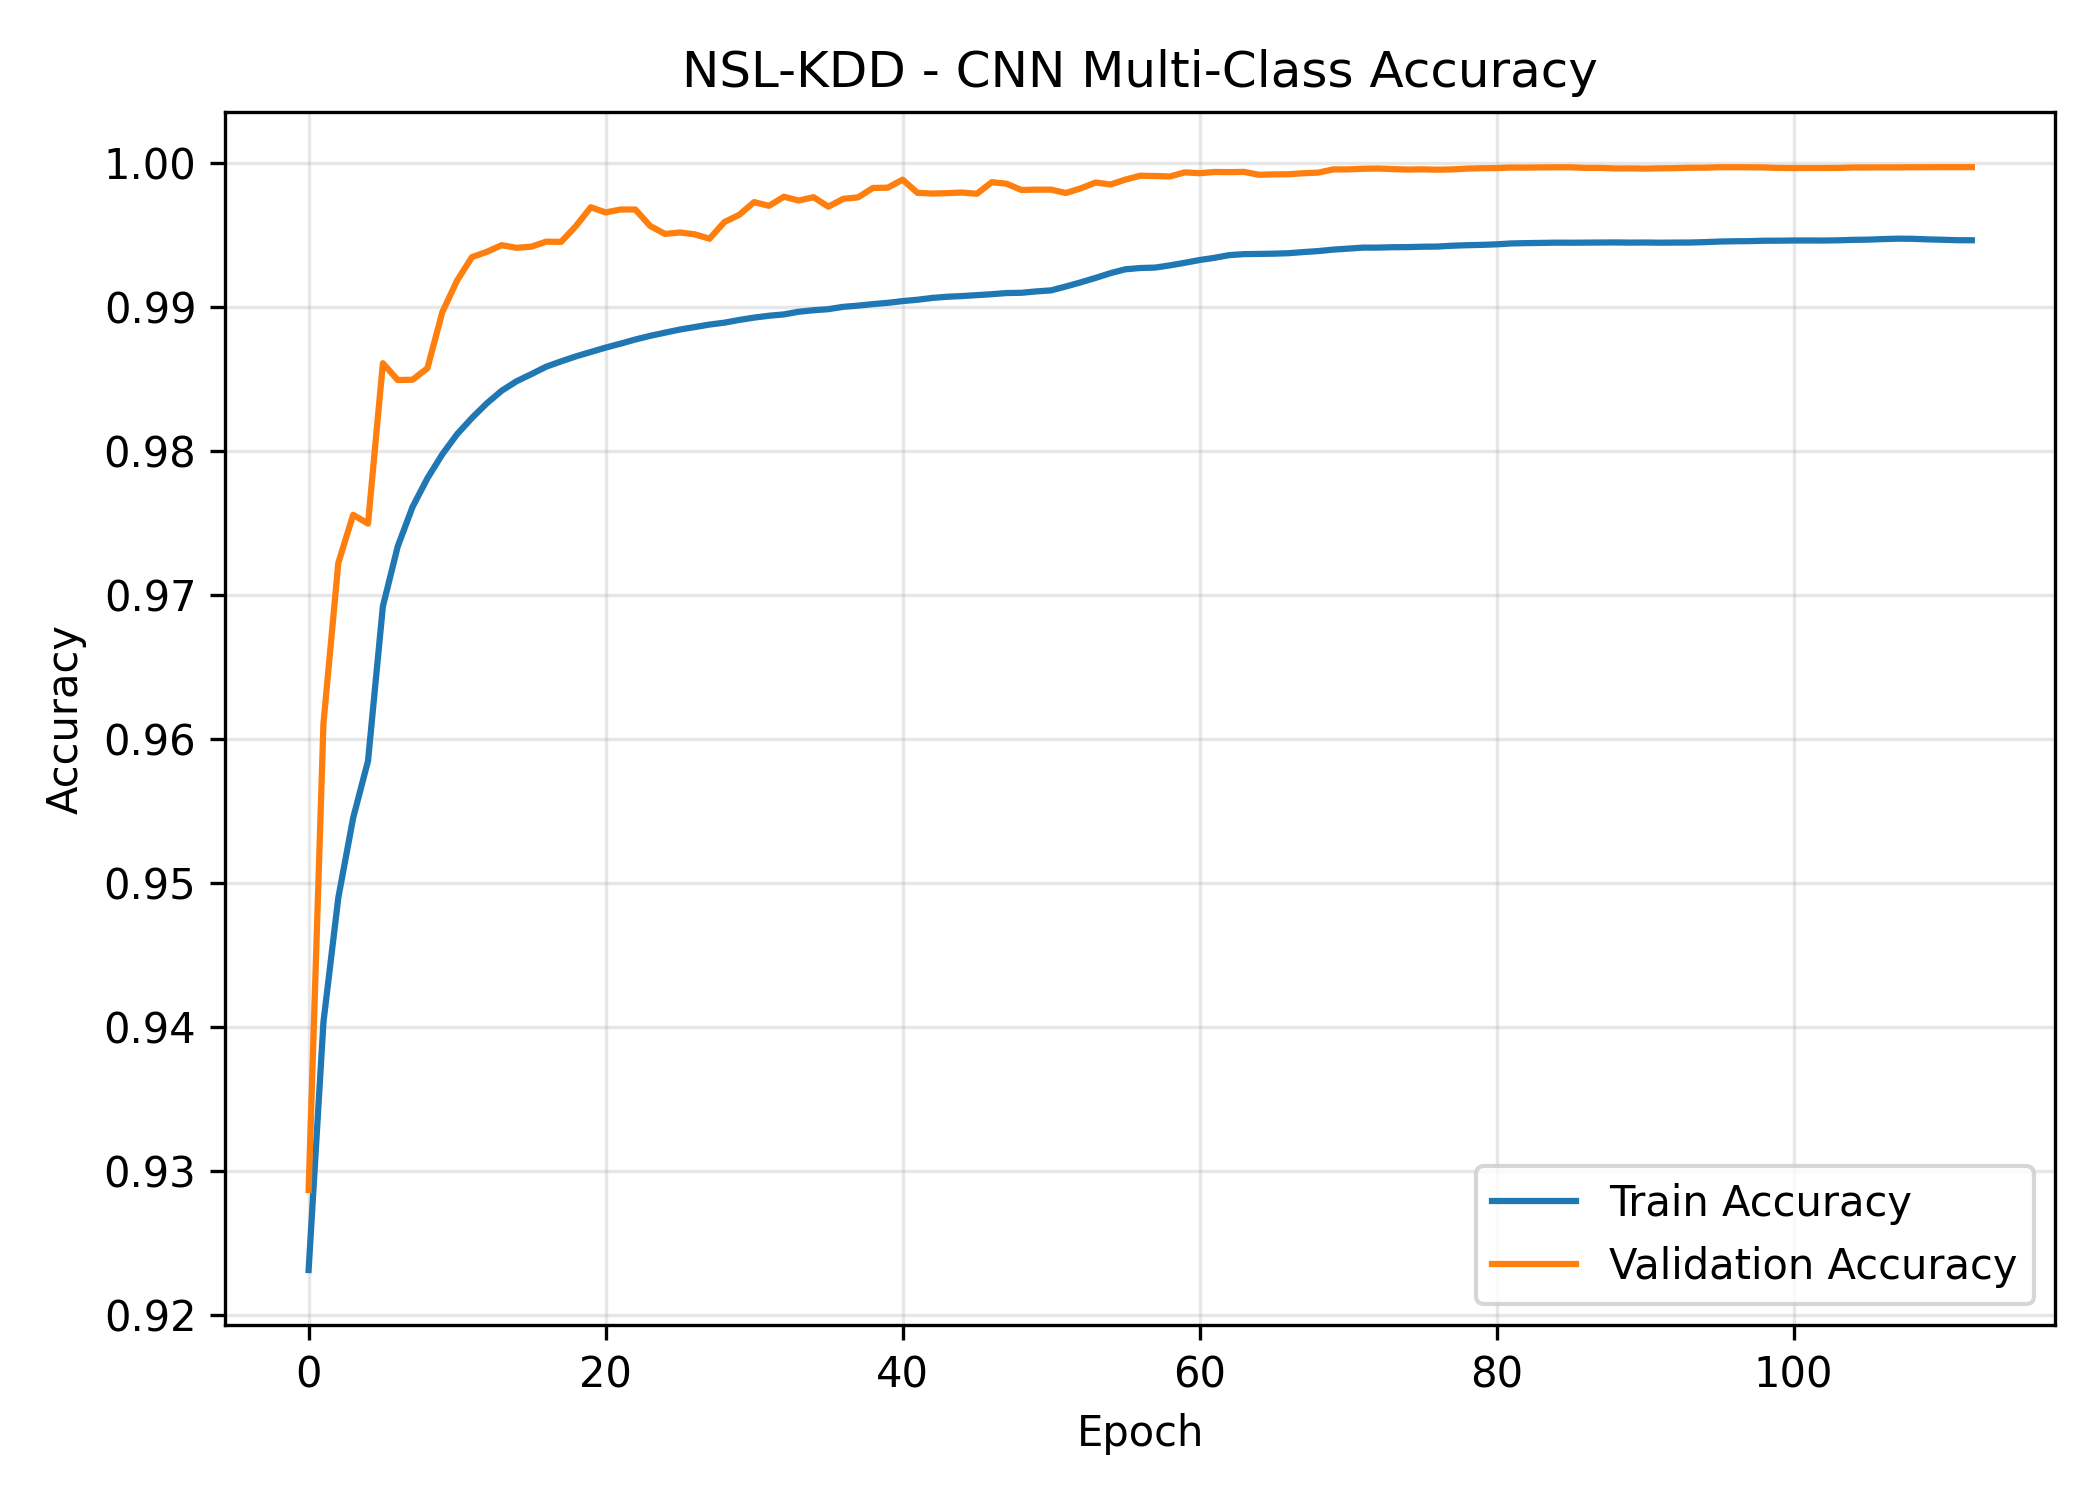 NSL-KDD - CNN Multi-Class Accuracy
1.00
0.99
0.98
0.97
0.96
0.95
0.94
0.93
0.92
Accuracy
Train Accuracy
Validation Accuracy
0 20 40 60 80 100
Epoch